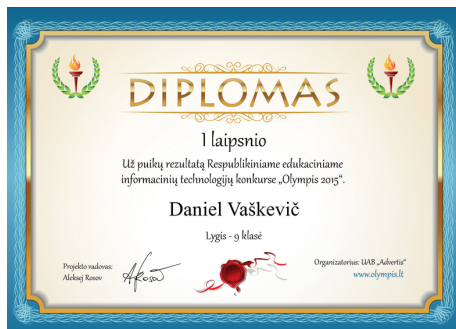 DIPLOMAS
I laipsnio
Už puikų rezultatą Respublikiniame edukaciniame
informacinių technologijų konkurse „Olympis 2015“.
Daniel Vaškevič
Lygis - 9 klasė
Projekto vadovas:
Aleksej Rosov
Organizatorius: UAB „Advertis“
www.olympis.lt